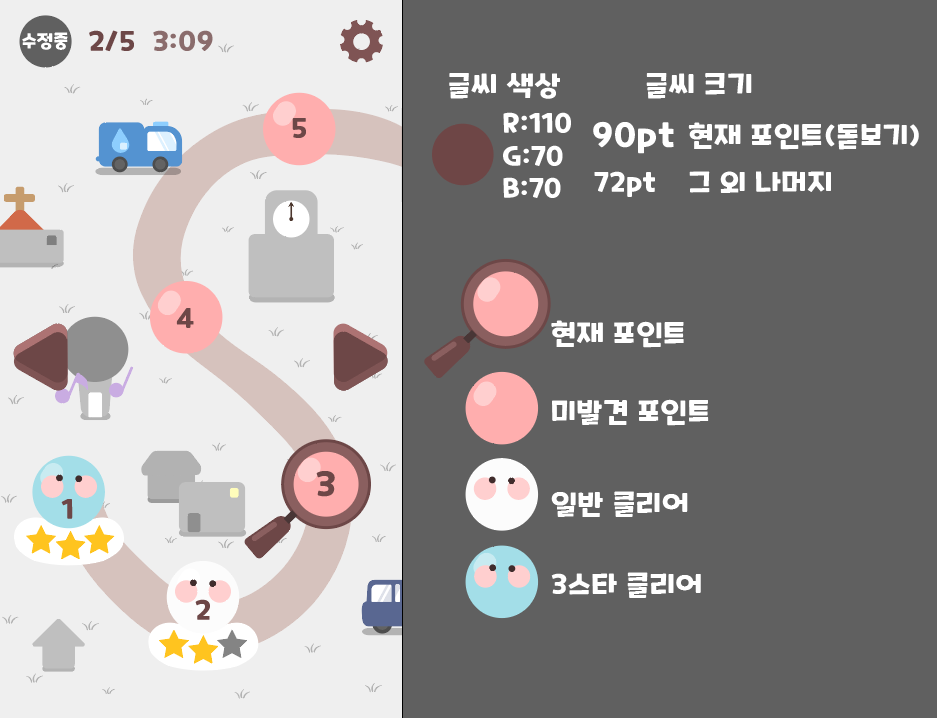 수정중 2/5 3:09
5
4
3
1
2
글씨 색상
R:110
G:70
B:70
글씨 크기
90pt 현재 포인트(돋보기)
72pt 그 외 나머지
현재 포인트
미발견 포인트
일반 클리어
3스타 클리어